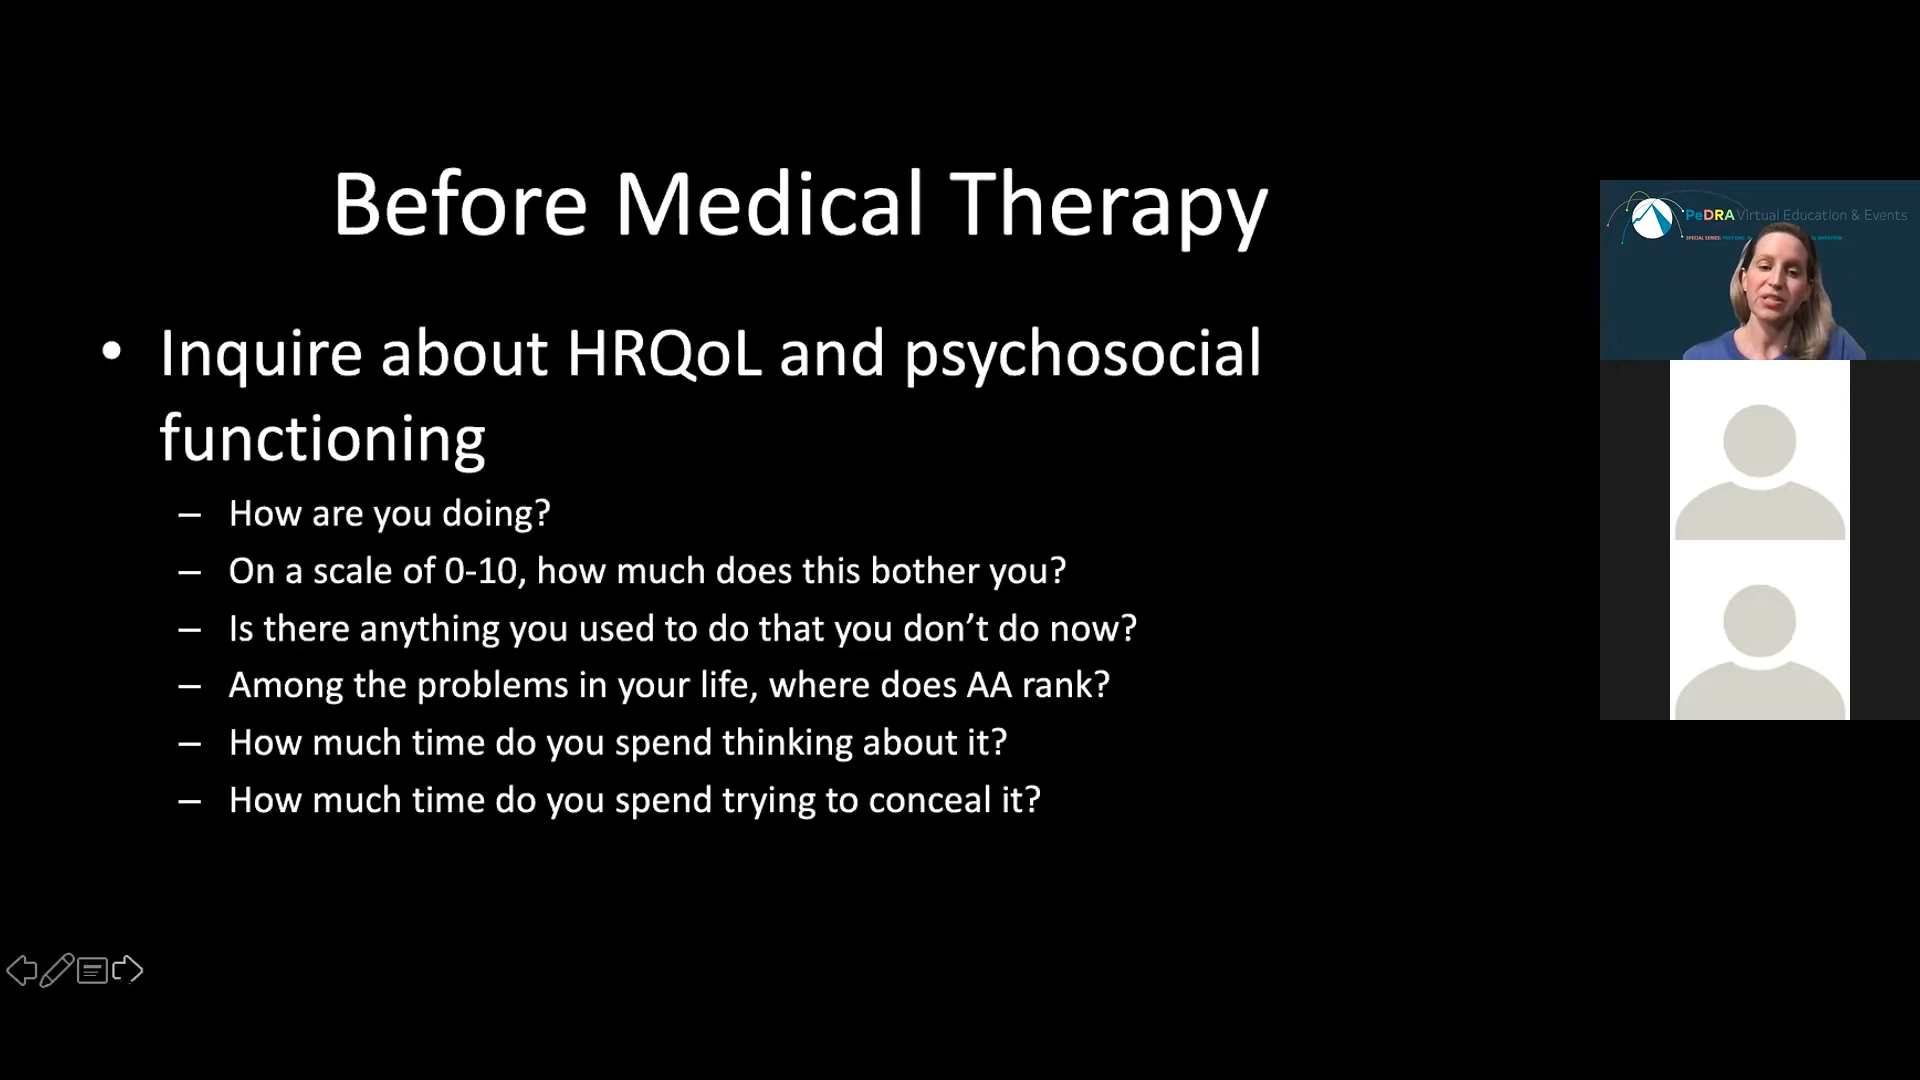 Before Medical Therapy
• Inquire about HRQoL and psychosocial
functioning
– How are you doing?
– On a scale of 0-10, how much does this bother you?
– Is there anything you used to do that you don’t do now?
– Among the problems in your life, where does AA rank?
– How much time do you spend thinking about it?
– How much time do you spend trying to conceal it?
PeDRA Virtual Education & Events
SPECIAL SERIES: